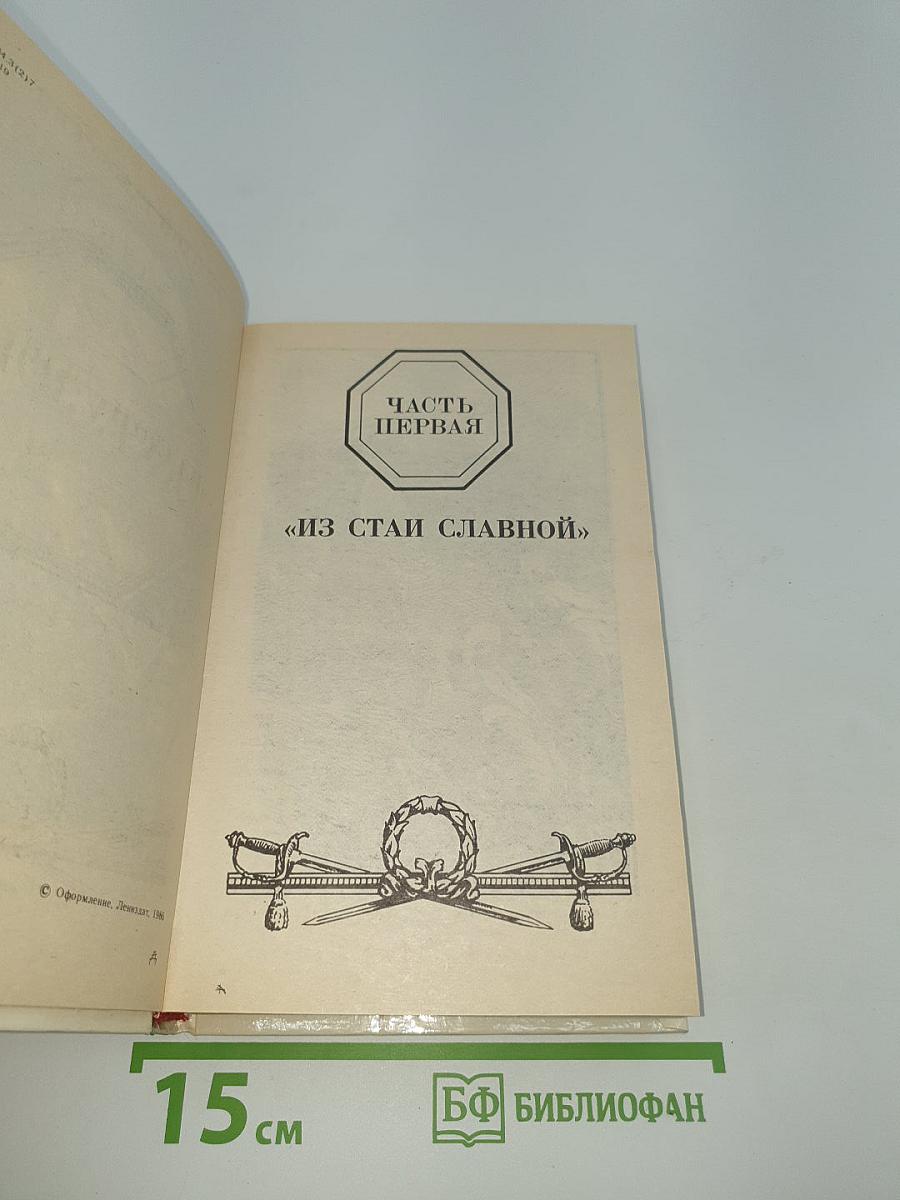 © Оформление, Лениздат, 1986
ЧАСТЬ
ПЕРВАЯ
«ИЗ СТАИ СЛАВНОЙ»
15 см
БФ БИБЛИОФАН